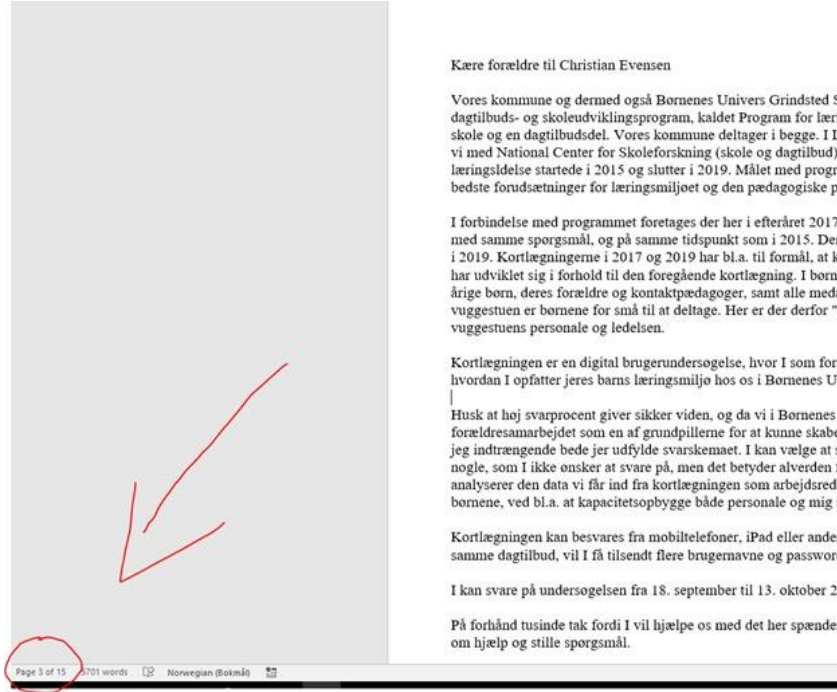 Kære forældre til Christian Evensen
Vores kommune og dermed også Børnenes Univers Grindsted S
dagtilbuds- og skoleudviklingsprogram, kaldet Program for lær
skole og en dagtilbudsdel. Vores kommune deltager i begge. I I
vi med National Center for Skoleforskning (skole og dagtilbud)
læringsldelse startede i 2015 og slutter i 2019. Målet med progr
bedste forudsætninger for læringsmiljøet og den pædagogiske p
I forbindelse med programmet foretages der her i efteråret 2017
med samme spørgsmål, og på samme tidspunkt som i 2015. De
i 2019. Kortlægningerne i 2017 og 2019 har bl.a. til formål, at k
har udviklet sig i forhold til den foregående kortlægning. I børn
årige børn, deres forældre og kontaktpædagoger, samt alle med
vuggestuen er børnene for små til at deltage. Her er der derfor "
vuggestuens personale og ledelsen.
Kortlægningen er en digital brugerundersøgelse, hvor I som for
hvordan I opfatter jeres barns læringsmiljø hos os i Børnenes U
Husk at høj svarprocent giver sikker viden, og da vi i Børnenes
forældresamarbejdet som en af grundpillerne for at kunne skabe
jeg indtrængende bede jer udfylde svarskemaet. I kan vælge at s
nogle, som I ikke ønsker at svare på, men det betyder alverden
analyserer den data vi får ind fra kortlægningen som arbejdsred
børnene, ved bl.a. at kapacitetsopbygge både personale og mig
Kortlægningen kan besvares fra mobiltelefoner, iPad eller ande
samme dagtilbud, vil I få tilsendt flere brugernavne og passwor
I kan svare på undersøgelsen fra 18. september til 13. oktober 2
På forhånd tusinde tak fordi I vil hjælpe os med det her spænde
om hjælp og stille spørgsmål.
Page 3 of 15 5701 words Norwegian (Bokmål)